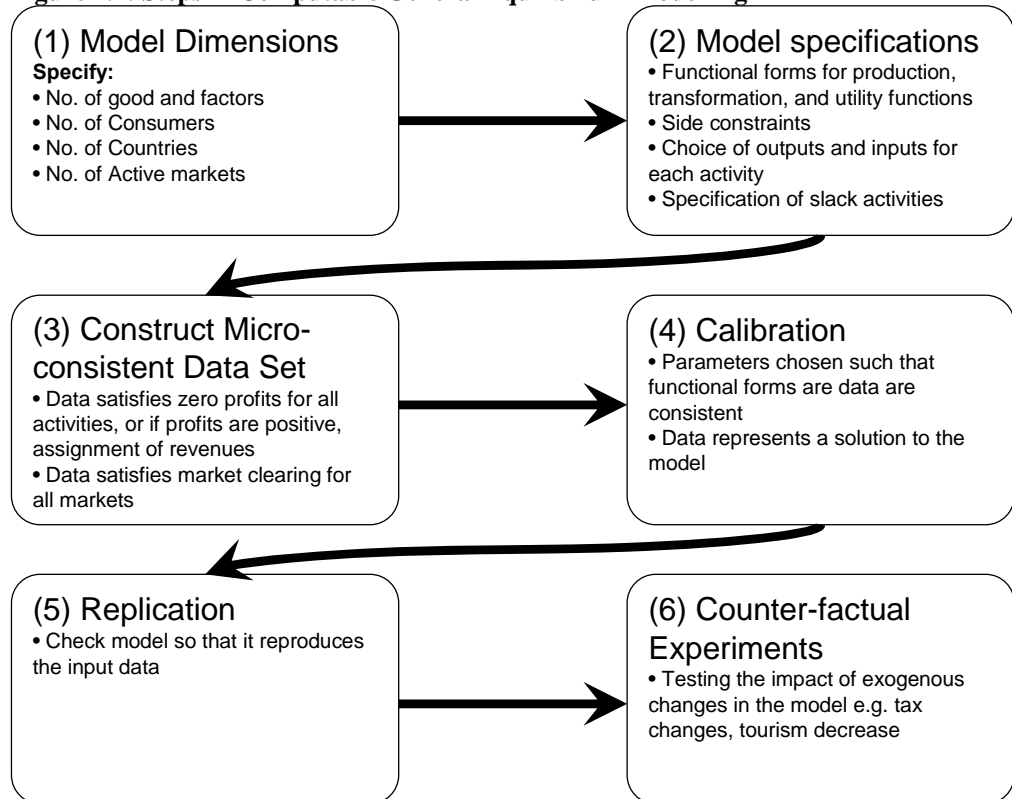 (1) Model Dimensions
Specify:
• No. of good and factors
• No. of Consumers
• No. of Countries
• No. of Active markets
(2) Model specifications
• Functional forms for production,
transformation, and utility functions
• Side constraints
• Choice of outputs and inputs for
each activity
• Specification of slack activities
(3) Construct Micro-
consistent Data Set
• Data satisfies zero profits for all
activities, or if profits are positive,
assignment of revenues
• Data satisfies market clearing for
all markets
(4) Calibration
• Parameters chosen such that
functional forms are data are
consistent
• Data represents a solution to the
model
(5) Replication
• Check model so that it reproduces
the input data
(6) Counter-factual
Experiments
• Testing the impact of exogenous
changes in the model e.g. tax
changes, tourism decrease